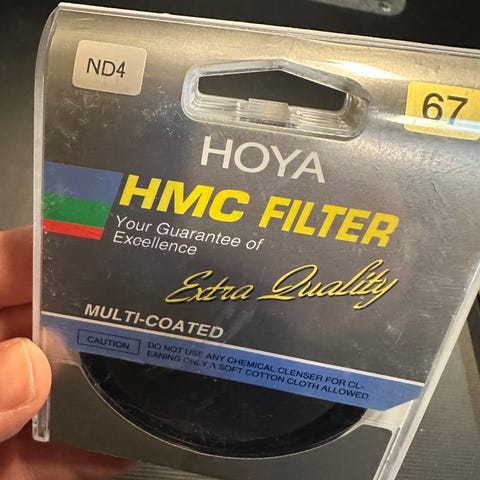 ND4
67
HOYA
HMC FILTER
Your Guarantee of
Excellence
Extra Quality
MULTI-COATED
CAUTION
DO NOT USE ANY CHEMICAL CLENSER FOR CL-
EANING ONLY A SOFT COTTON CLOTH ALLOWED.